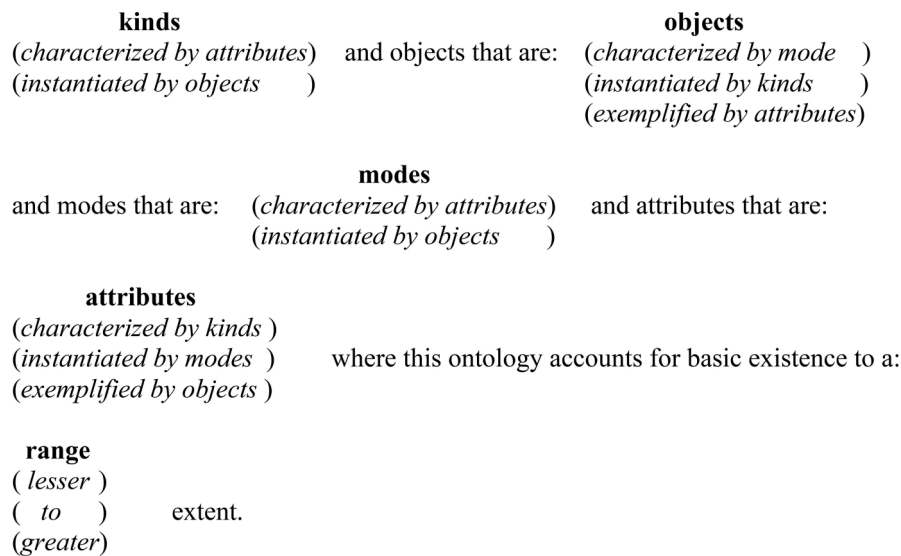 kinds objects
(characterized by attributes) and objects that are: (characterized by mode )
(instantiated by objects ) (instantiated by kinds )
(exemplified by attributes)
modes
and modes that are: (characterized by attributes) and attributes that are:
(instantiated by objects )
attributes
(characterized by kinds )
(instantiated by modes ) where this ontology accounts for basic existence to a:
(exemplified by objects )
range
( lesser )
( to ) extent.
(greater)